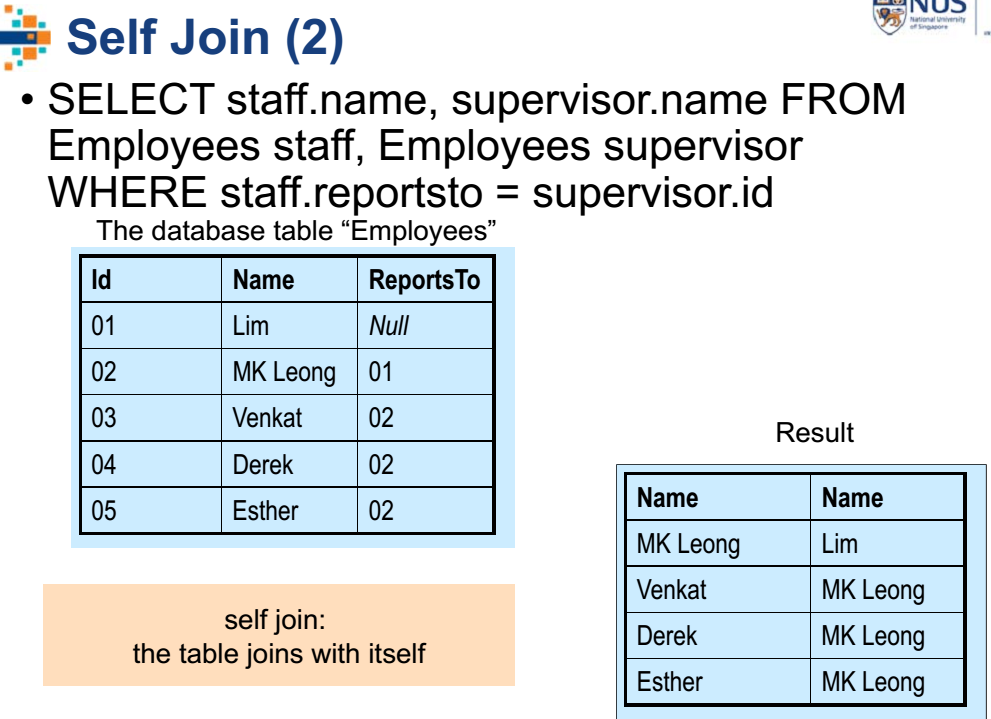 Self Join (2)
NUS
National University
of Singapore
• SELECT staff.name, supervisor.name FROM
Employees staff, Employees supervisor
WHERE staff.reportsto = supervisor.id
The database table “Employees”
Id Name ReportsTo
01 Lim Null
02 MK Leong 01
03 Venkat 02
04 Derek 02
05 Esther 02
self join:
the table joins with itself
Result
Name Name
MK Leong Lim
Venkat MK Leong
Derek MK Leong
Esther MK Leong